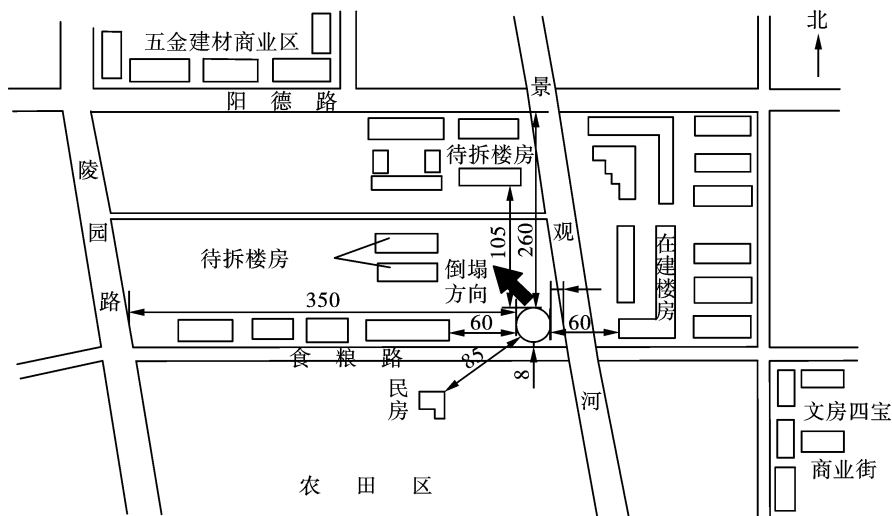 北
五金建材商业区
阳德路
景
观
河
陵
园
路
待拆楼房
待拆楼房
105
260
倒塌
方向
在建楼房
350
60
60
食粮路
85
8
民
房
农田区
文房四宝
商业街